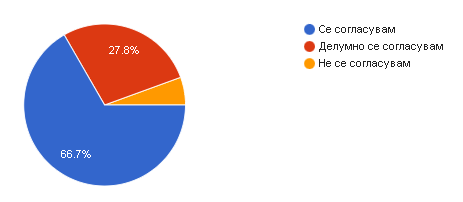 Се согласувам
Делумно се согласувам
Не се согласувам
27.8%
66.7%